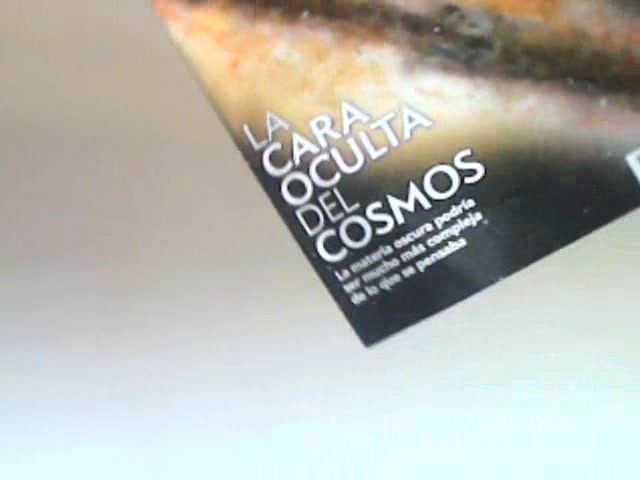 LA
CARA
OCULTA
DEL
COSMOS
La materia oscura podría
ser mucho más compleja
de lo que se pensaba